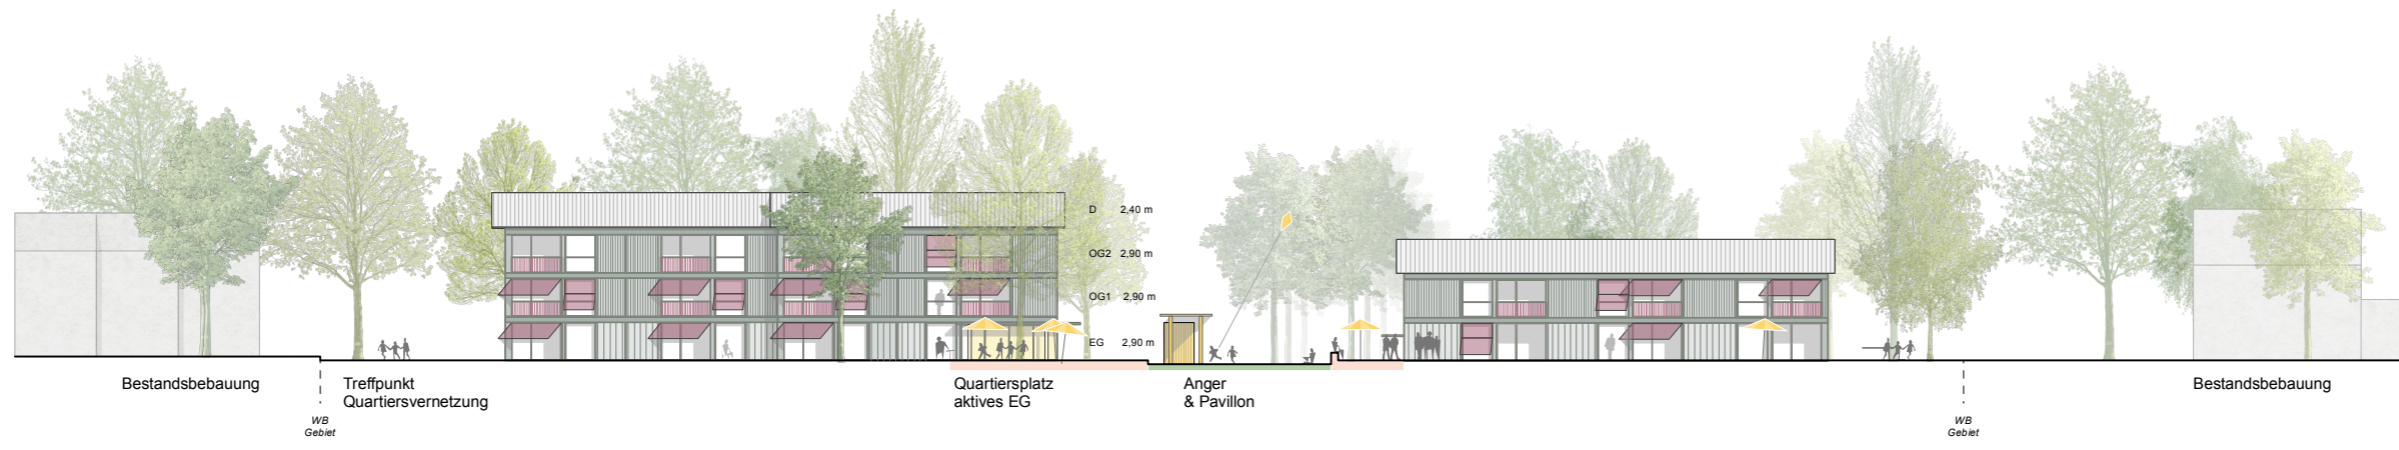 D 2,40 m
OG2 2,90 m
OG1 2,90 m
EG 2,90 m
Bestandsbebauung
WB
Gebiet
Treffpunkt
Quartiersvernetzung
Quartiersplatz
aktives EG
Anger
& Pavillon
WB
Gebiet
Bestandsbebauung